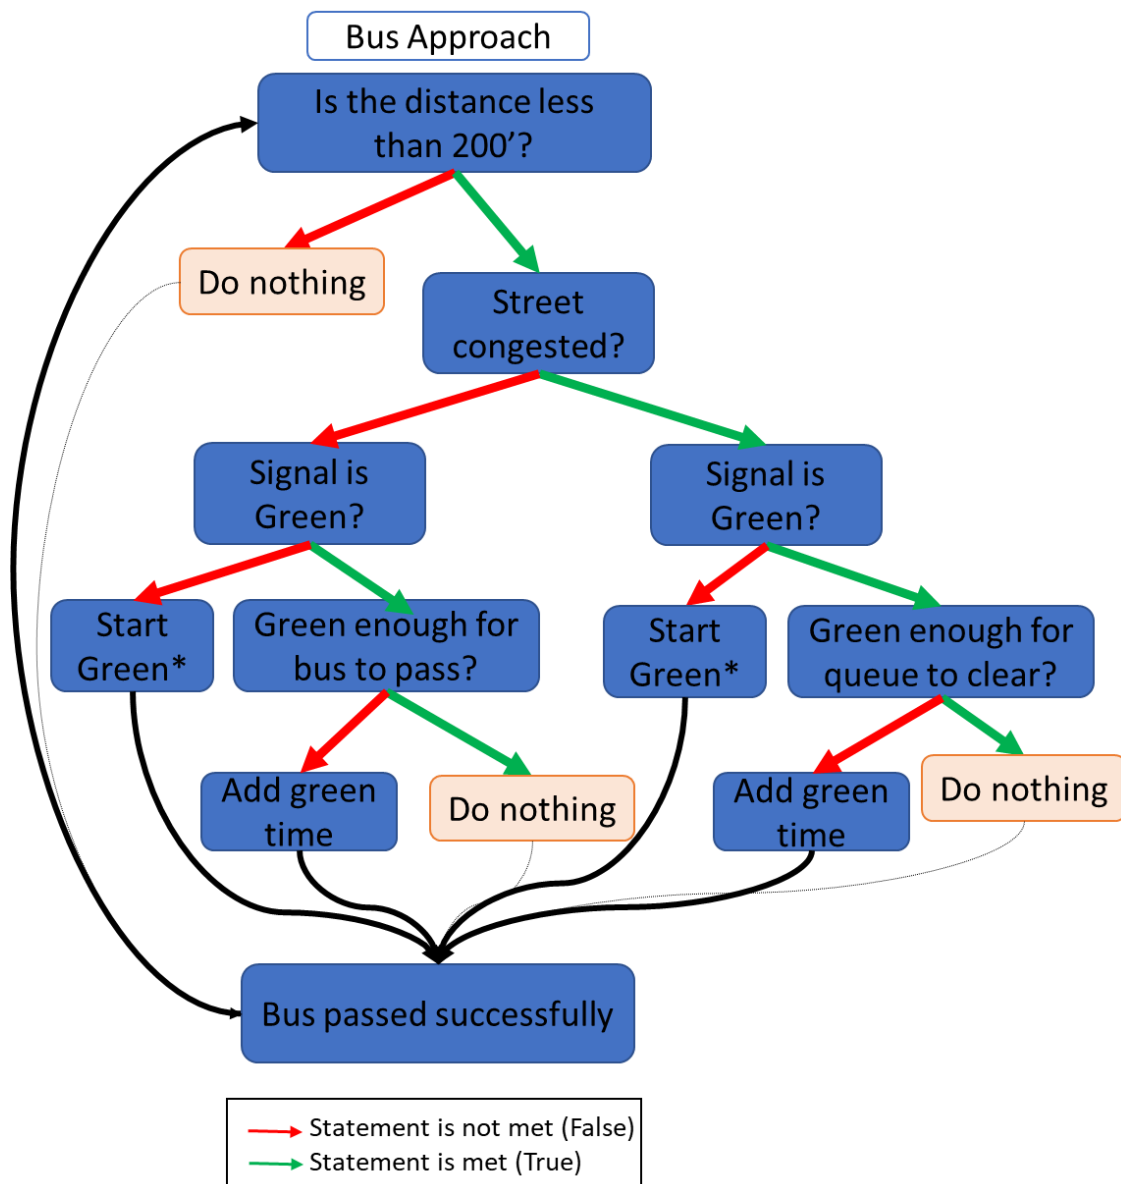 Bus Approach
Is the distance less
than 200’?
Do nothing
Street
congested?
Signal is
Green?
Signal is
Green?
Start
Green*
Green enough for
bus to pass?
Start
Green*
Green enough for
queue to clear?
Add green
time
Do nothing
Add green
time
Do nothing
Bus passed successfully
Statement is not met (False)
Statement is met (True)